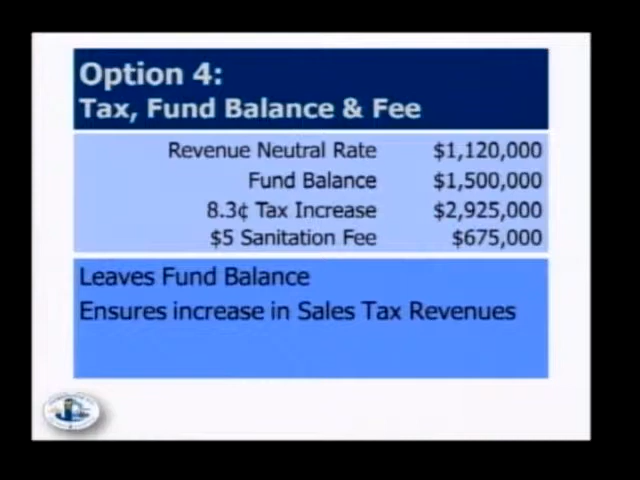 Option 4:
Tax, Fund Balance & Fee
Revenue Neutral Rate $1,120,000
Fund Balance $1,500,000
8.3¢ Tax Increase $2,925,000
$5 Sanitation Fee $675,000
Leaves Fund Balance
Ensures increase in Sales Tax Revenues